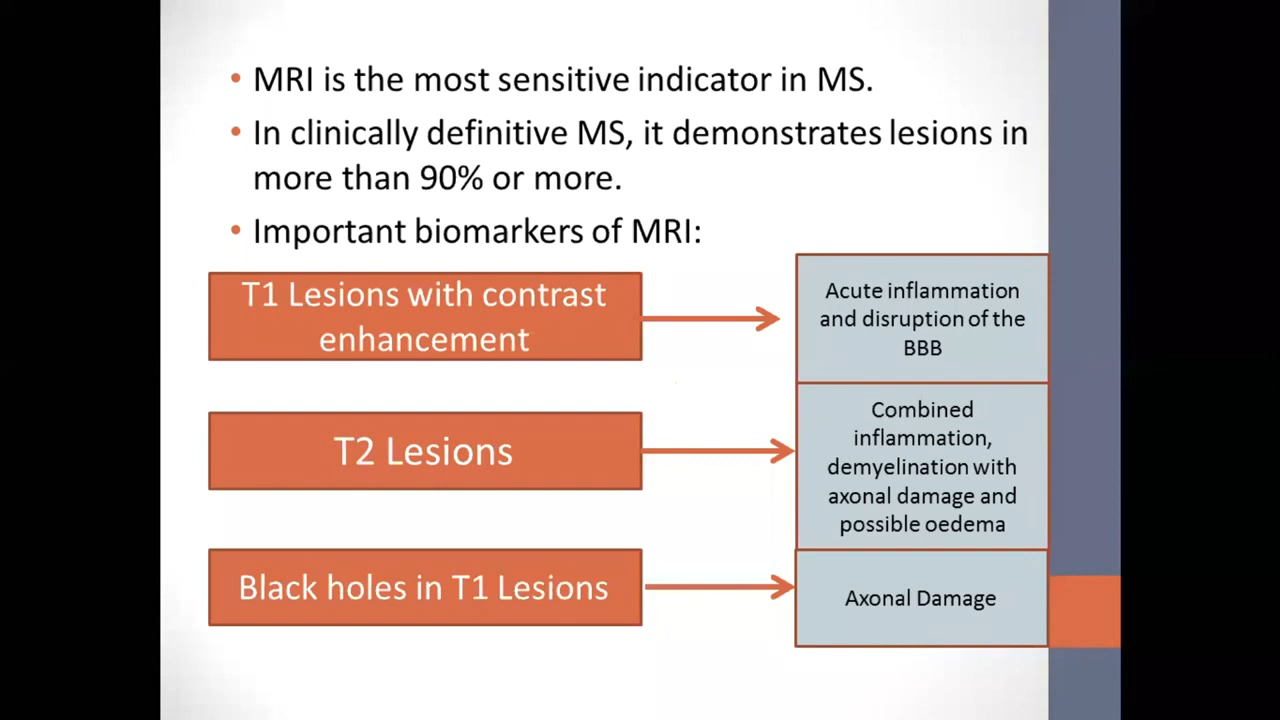 • MRI is the most sensitive indicator in MS.
• In clinically definitive MS, it demonstrates lesions in
more than 90% or more.
• Important biomarkers of MRI:
T1 Lesions with contrast
enhancement
Acute inflammation
and disruption of the
BBB
T2 Lesions
Combined
inflammation,
demyelination with
axonal damage and
possible oedema
Black holes in T1 Lesions
Axonal Damage